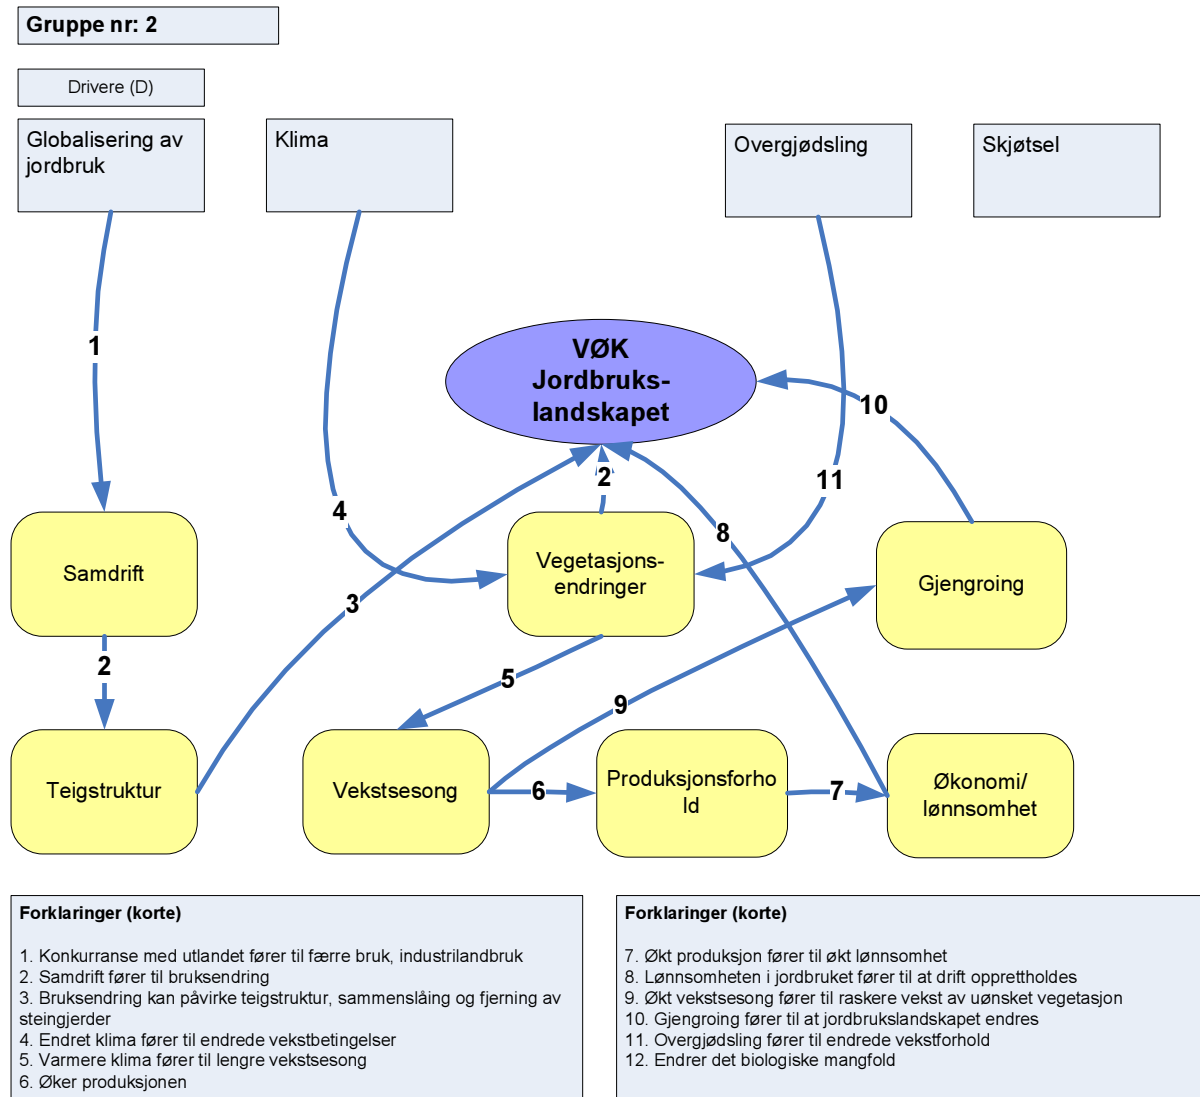 Gruppe nr: 2
Drivere (D)
Globalisering av
jordbruk
Klima
Overgjødsling
Skjøtsel
1
VØK
Jordbruks-
landskapet
10
2
11
4
8
Samdrift
Vegetasjons-
endringer
Gjengroing
3
2
5
9
Teigstruktur
Vekstsesong
6
Produksjonsforho
ld
7
Økonomi/
lønnsomhet
Forklaringer (korte)
1. Konkurranse med utlandet fører til færre bruk, industrilandbruk
2. Samdrift fører til bruksendring
3. Bruksendring kan påvirke teigstruktur, sammenslåing og fjerning av
steingjerder
4. Endret klima fører til endrede vekstbetingelser
5. Varmere klima fører til lengre vekstsesong
6. Øker produksjonen
Forklaringer (korte)
7. Økt produksjon fører til økt lønnsomhet
8. Lønnsomheten i jordbruket fører til at drift opprettholdes
9. Økt vekstsesong fører til raskere vekst av uønsket vegetasjon
10. Gjengroing fører til at jordbrukslandskapet endres
11. Overgjødsling fører til endrede vekstforhold
12. Endrer det biologiske mangfold